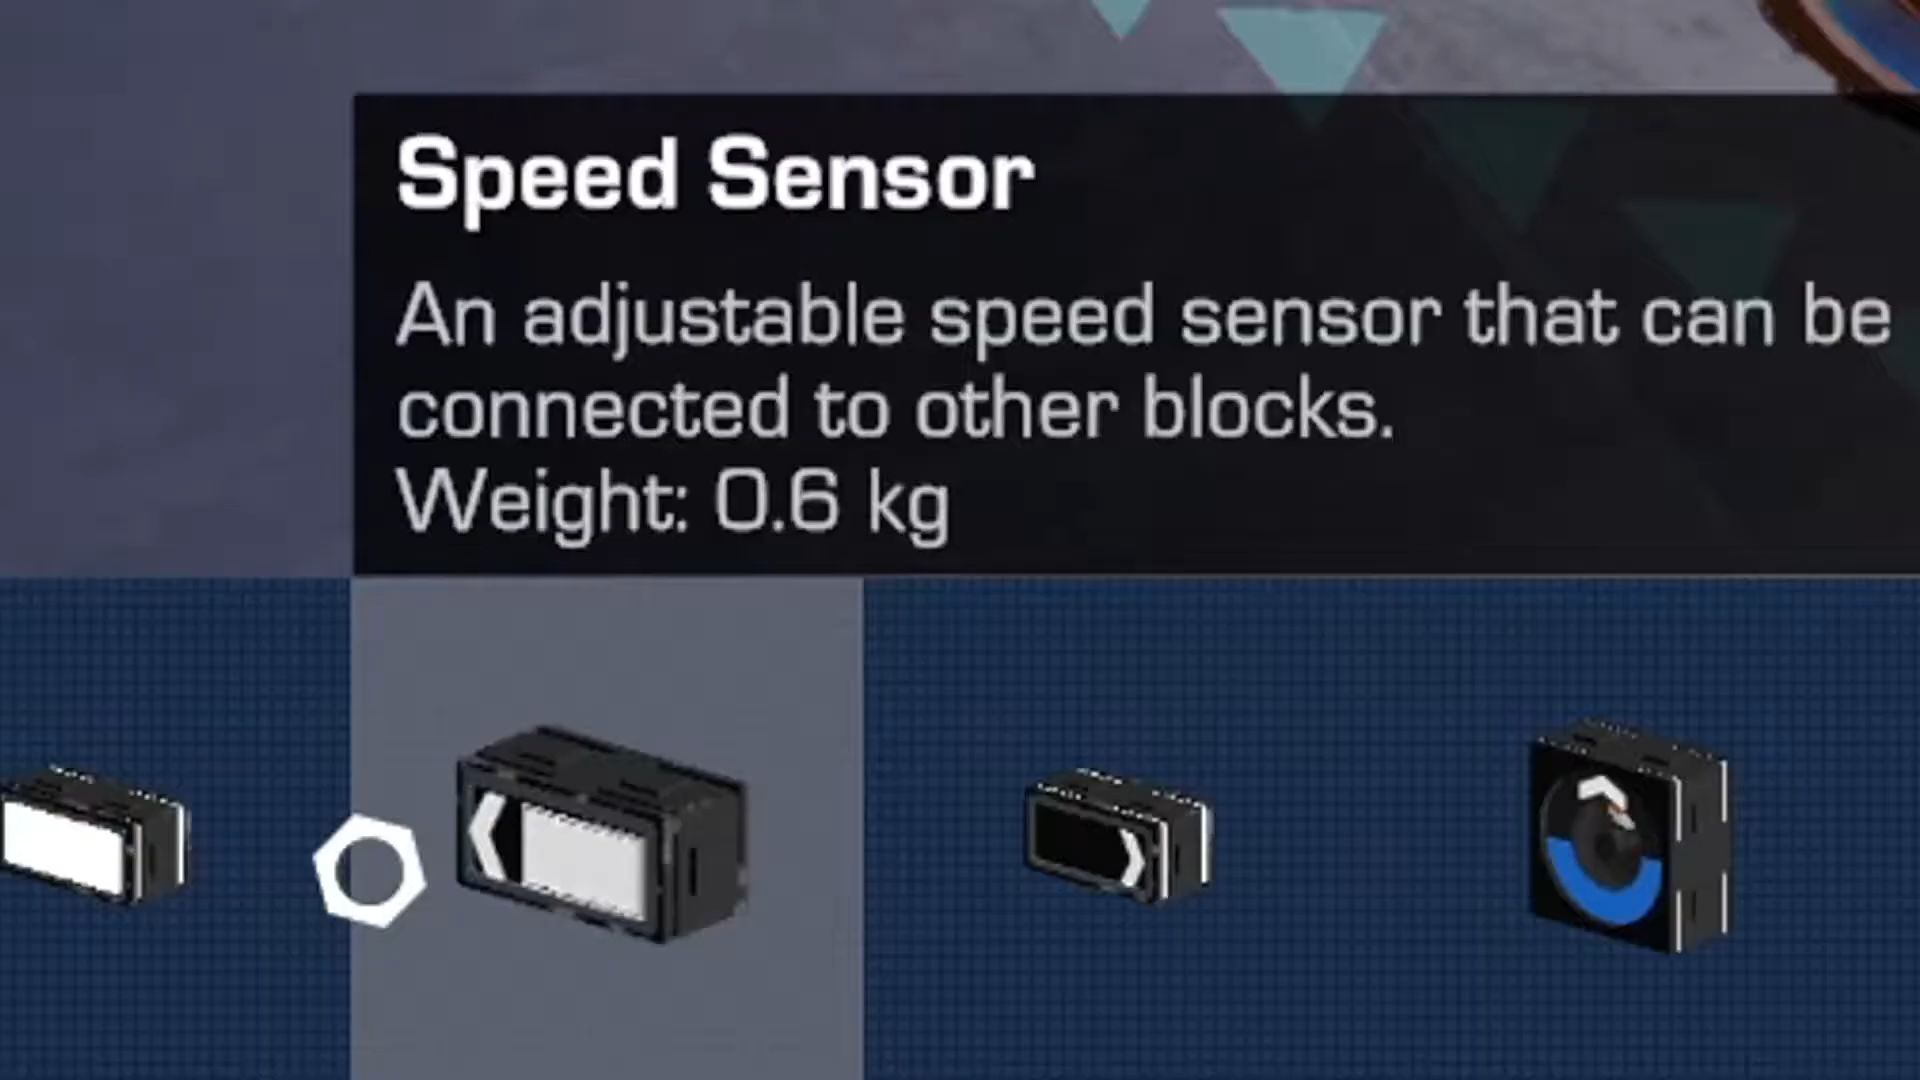 Speed Sensor
An adjustable speed sensor that can be
connected to other blocks.
Weight: 0.6 kg